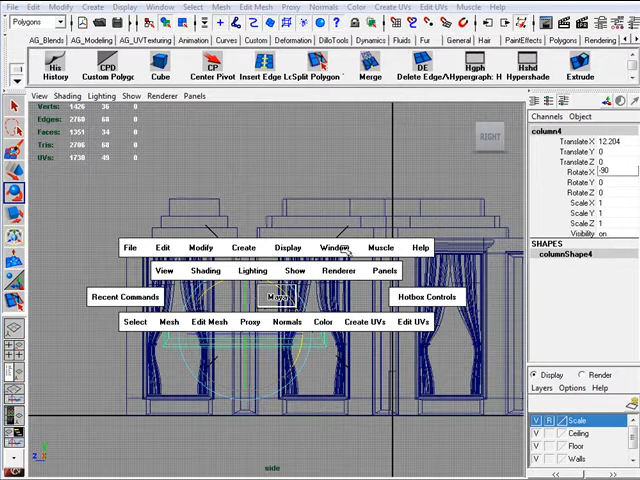 File Edit Modify Create Display Window Select Mesh Edit Mesh Proxy Normals Color Create UVs Edit UVs Muscle Help
Polygons
AG_Blends AG_Modeling AG_UVTexturing Animation Curves Custom Deformation DilloTools Dynamics Fluids Fur General Hair PaintEffects Polygons Rendering
His History CPD Custom Polygo Cube CP Center Pivot Insert Edge Lo Split Polygon Merge DE Delete Edge/ Hgph Hypergraph: H Hshd Hypershade Extrude
View Shading Lighting Show Renderer Panels
Verts: 1426 36
Edges: 2760 68
Faces: 1351 34
Tris: 2706 68
UVs: 1730 49
RIGHT
File Edit Modify Create Display Window Muscle Help
View Shading Lighting Show Renderer Panels
Recent Commands Maya Hotbox Controls
Select Mesh Edit Mesh Proxy Normals Color Create UVs Edit UVs
side
Y
Z X
Channels Object
column4
Translate X 12.204
Translate Y 0
Translate Z 0
Rotate X -90
Rotate Y 0
Rotate Z 0
Scale X 1
Scale Y 1
Scale Z 1
Visibility on
SHAPES
columnShape4
Display Render
Layers Options Help
V R Scale
V Ceiling
V Floor
V Walls
<< >>